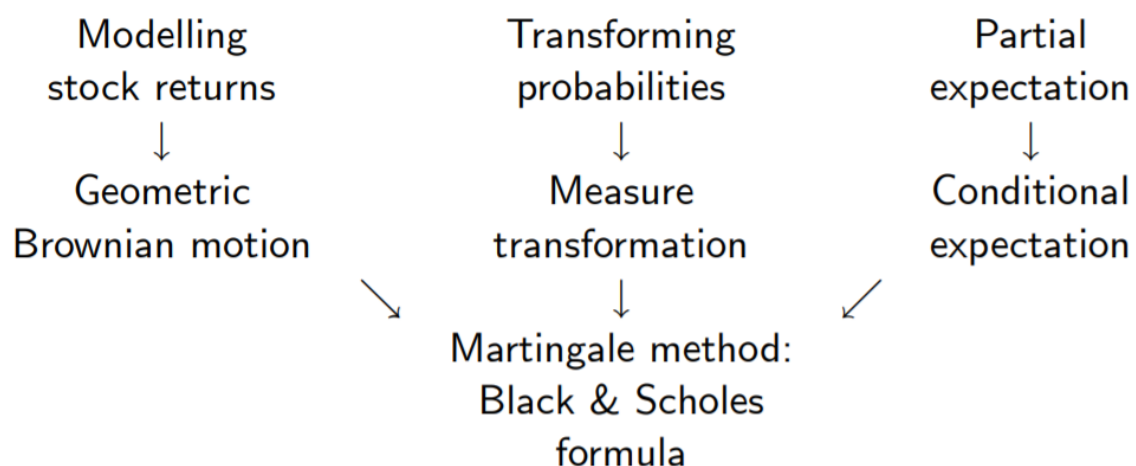 Modelling
stock returns
↓
Geometric
Brownian motion
↘
Transforming
probabilities
↓
Measure
transformation
↓
Partial
expectation
↓
Conditional
expectation
↙
Martingale method:
Black & Scholes
formula